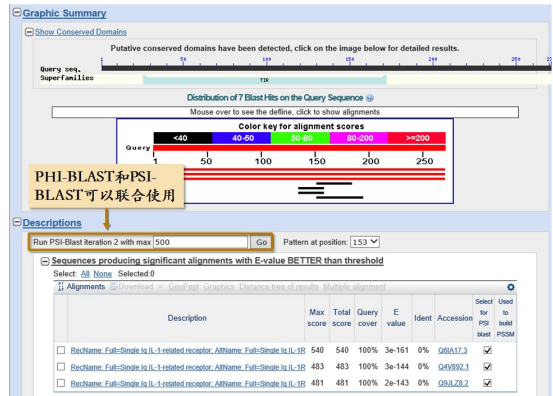 Graphic Summary
Show Conserved Domains
Putative conserved domains have been detected, click on the image below for detailed results.
1 50 100 150 200 250
Query seq.
Superfamilies TIR
Distribution of 7 Blast Hits on the Query Sequence
Mouse over to see the defline, click to show alignments
Color key for alignment scores
<40 40-50 50-80 80-200 >=200
Query
1 50 100 150 200 250
PHI-BLAST和PSI-
BLAST可以联合使用
Descriptions
Run PSI-Blast iteration 2 with max 500 Go Pattern at position: 153
Sequences producing significant alignments with E-value BETTER than threshold
Select: All None Selected:0
Alignments Download GenPept Graphics Distance tree of results Multiple alignment
Description Max score Total score Query cover E value Ident Accession Select for PSI blast Used to build PSSM
RecName: Full=Single Ig IL-1-related receptor; AltName: Full=Single Ig IL-1R 540 540 100% 3e-161 0% Q6IA17.3
RecName: Full=Single Ig IL-1-related receptor; AltName: Full=Single Ig IL-1R 483 483 100% 3e-144 0% Q4V892.1
RecName: Full=Single Ig IL-1-related receptor; AltName: Full=Single Ig IL-1R 481 481 100% 2e-143 0% Q9JLZ8.2